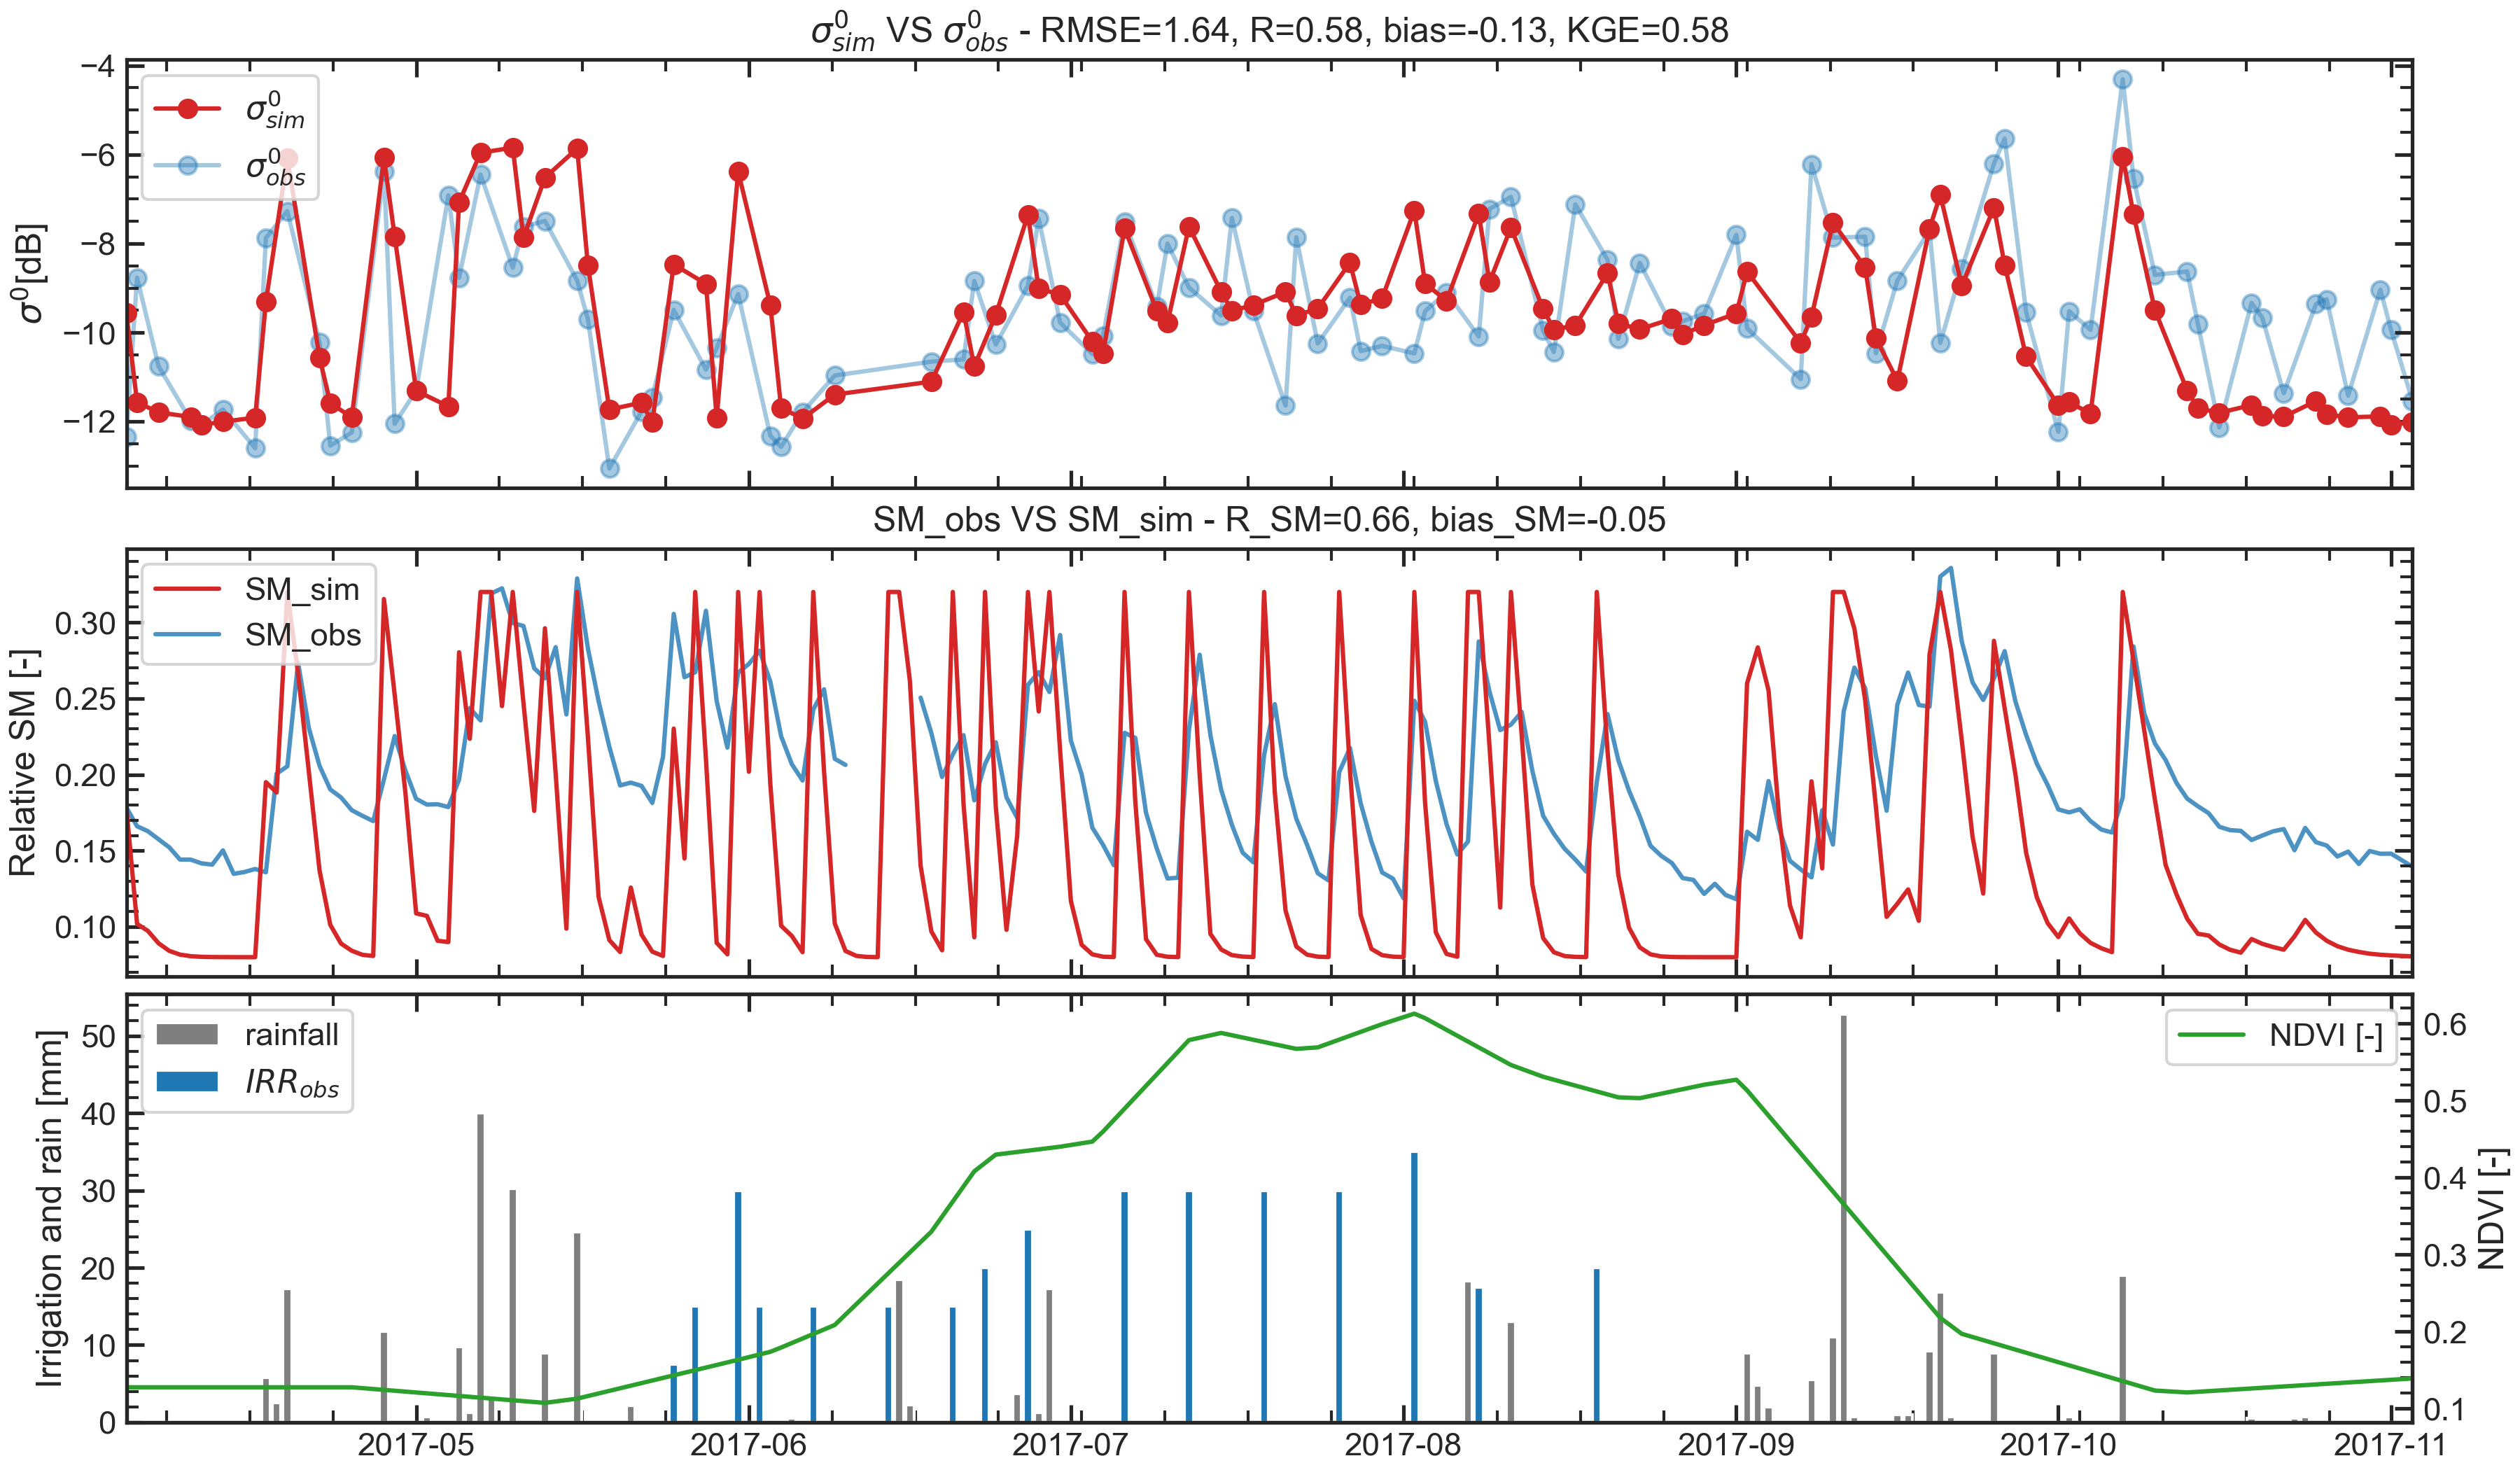 σ⁰sim VS σ⁰obs - RMSE=1.64, R=0.58, bias=-0.13, KGE=0.58
−4
−6
−8
−10
−12
σ⁰[dB]
σ⁰sim
σ⁰obs
SM_obs VS SM_sim - R_SM=0.66, bias_SM=-0.05
0.30
0.25
0.20
0.15
0.10
Relative SM [-]
SM_sim
SM_obs
50
40
30
20
10
0
Irrigation and rain [mm]
rainfall
IRRobs
NDVI [-]
0.6
0.5
0.4
0.3
0.2
0.1
NDVI [-]
2017-05
2017-06
2017-07
2017-08
2017-09
2017-10
2017-11